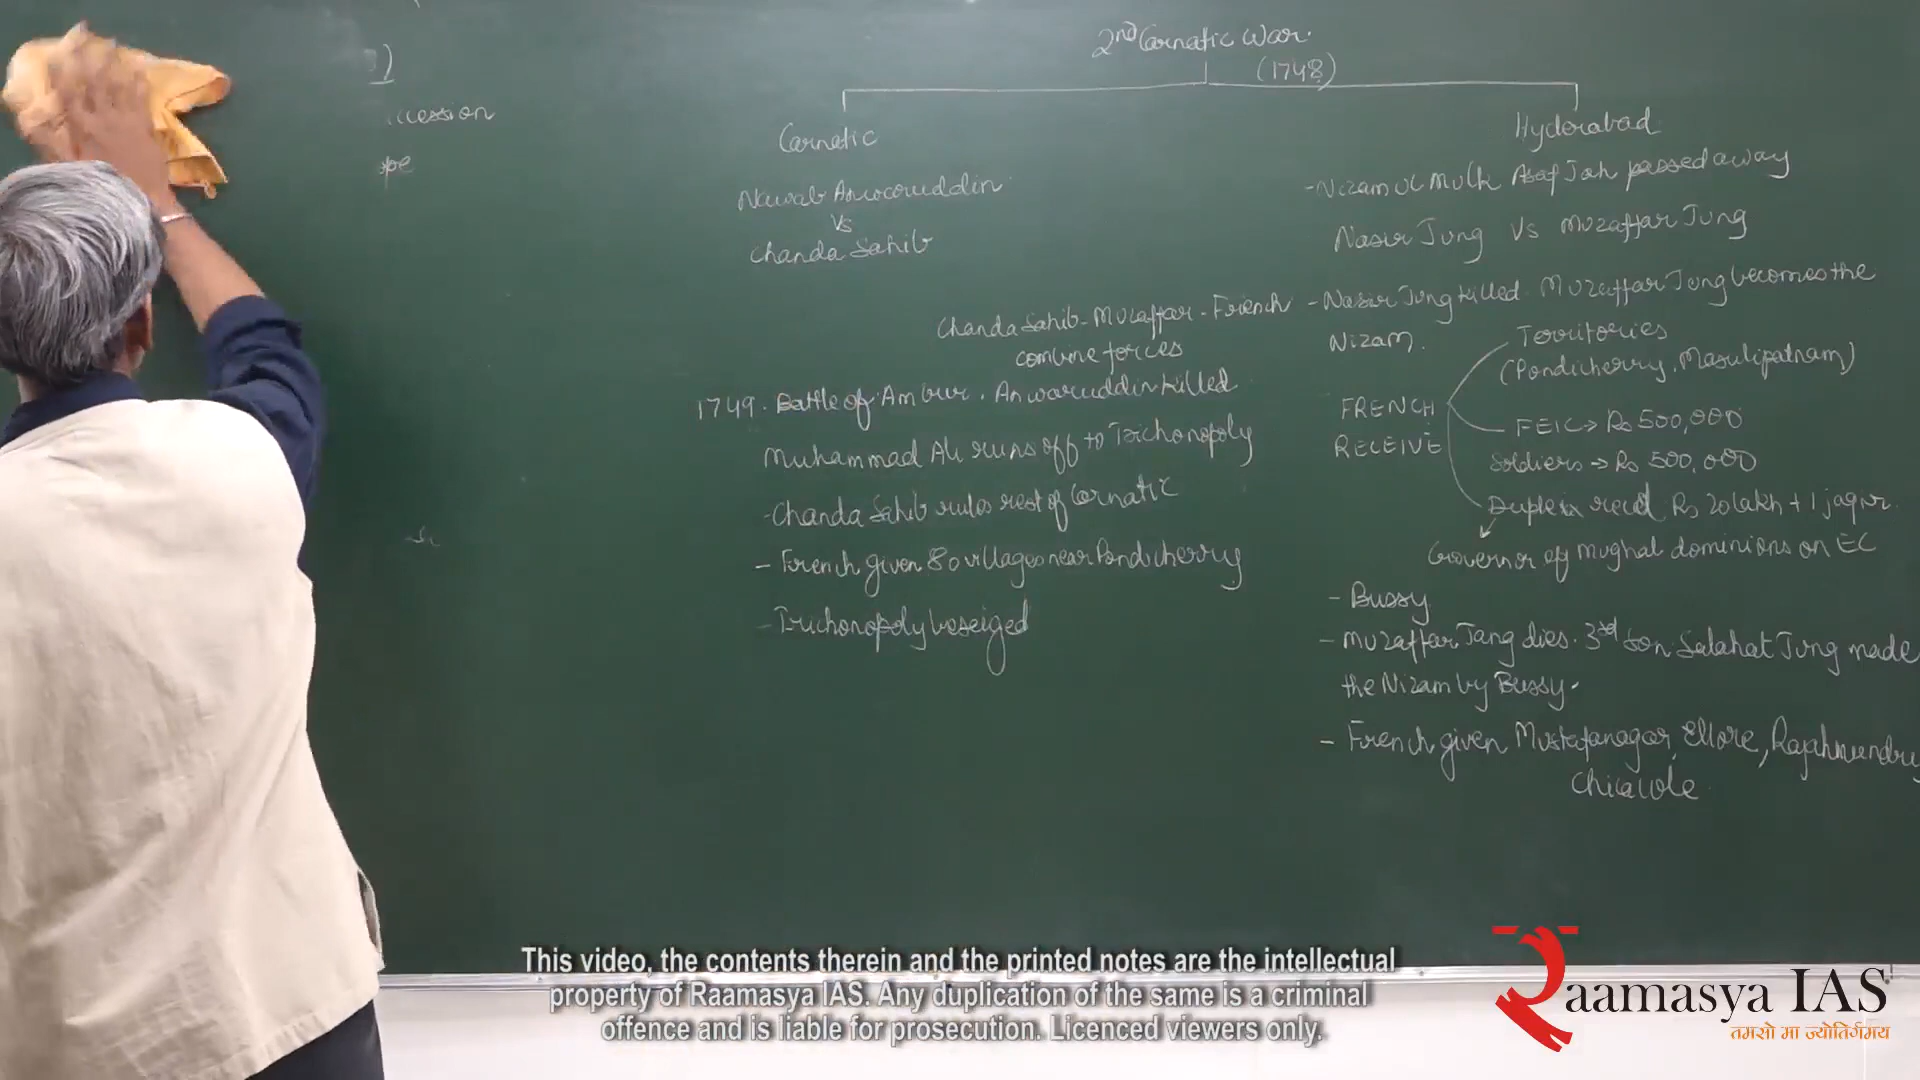 ccession
2nd Carnatic War.
(1748)
Carnatic
Nawab Anwaruddin
Vs
Chanda Sahib
Chanda Sahib - Muzaffar - French
combine forces
1749. Battle of Ambur. Anwaruddin killed
Muhammad Ali runs off to Trichonopoly
- Chanda Sahib rules rest of Carnatic
- French given 80 villages near Pondicherry
- Trichonopoly beseiged
Hyderabad
- Nizam Ul Mulk Asaf Jah passed away
Nasir Jung Vs Muzaffar Jung
- Nasir Jung killed. Muzaffar Jung becomes the
Nizam.
FRENCH
RECEIVE
Territories
(Pondicherry, Masulipatnam)
FEIC → Rs 500,000
Soldiers → Rs 500,000
Dupleix recd Rs 20 lakh + 1 jagir.
Governor of mughal dominions on EC
- Bussy
- Muzaffar Jang dies. 3rd son Salahat Jung made
the Nizam by Bussy.
- French given Mustafanagar, Ellore, Rajahmundry
Chicacole
This video, the contents therein and the printed notes are the intellectual
property of Raamasya IAS. Any duplication of the same is a criminal
offence and is liable for prosecution. Licenced viewers only.
Raamasya IAS
तमसो मा ज्योतिर्गमय